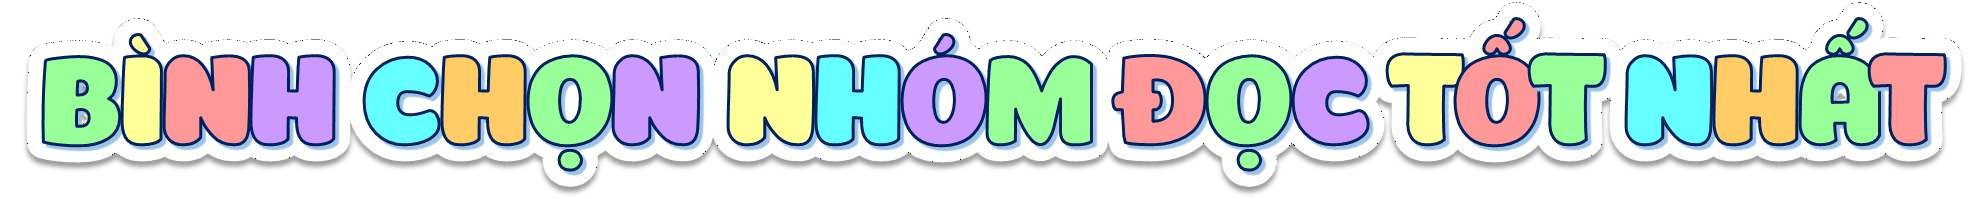 BÌNH CHỌN NHÓM ĐỌC TỐT NHẤT